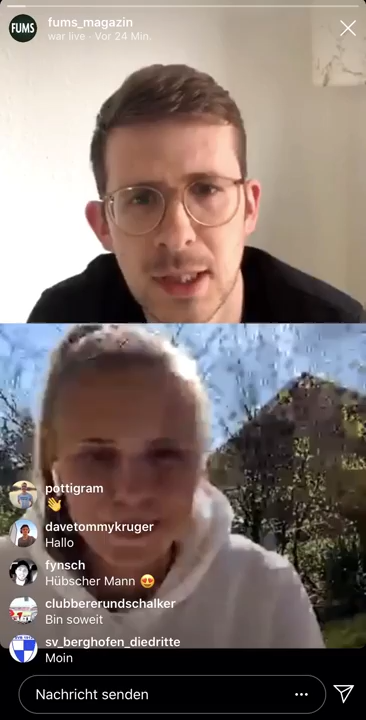 FUMS
fums_magazin
war live · Vor 24 Min.
pottigram
👋
davetommykruger
Hallo
fynsch
Hübscher Mann 😍
clubbererundschalker
Bin soweit
sv_berghofen_diedritte
Moin
Nachricht senden